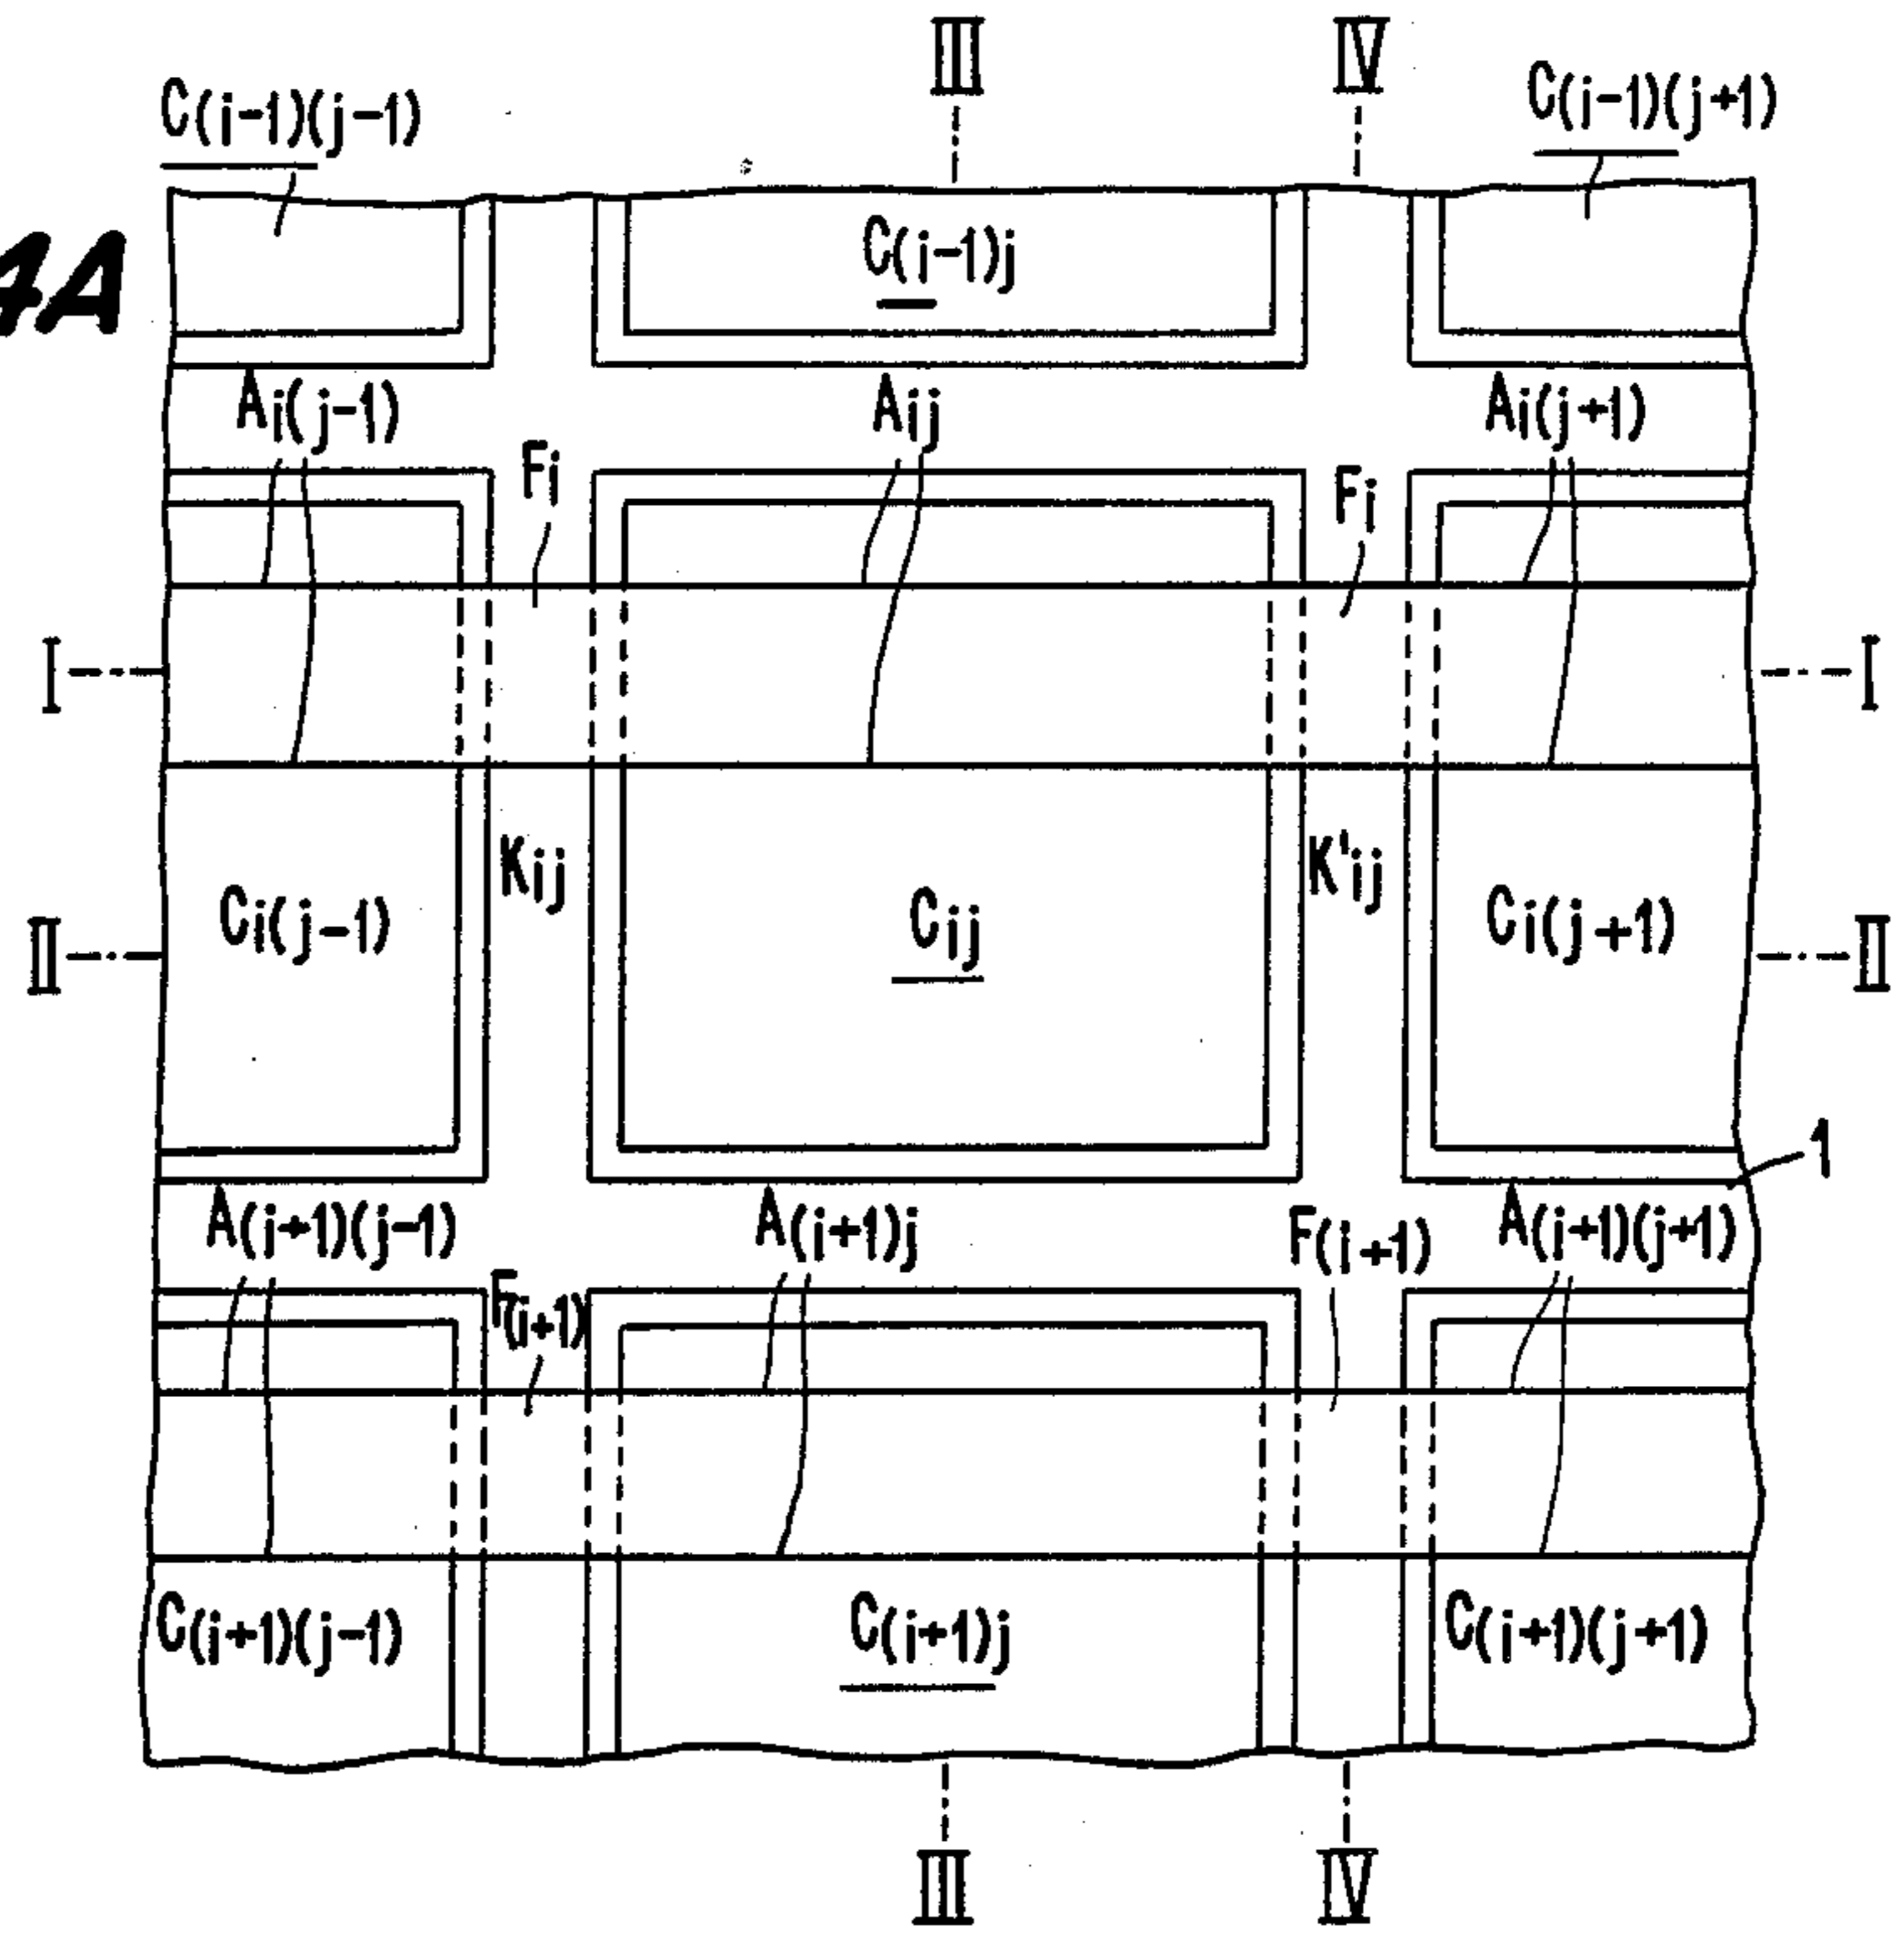 III IV
C(i-1)(j-1) C(i-1)(j+1)
4A
C(i-1)j
Ai(j-1) Aij Ai(j+1)
Fi Fi
I I
Kij K'ij
Ci(j-1) Cij Ci(j+1)
II II
1
A(i+1)(j-1) A(i+1)j F(i+1) A(i+1)(j+1)
F(i+1)
C(i+1)(j-1) C(i+1)j C(i+1)(j+1)
III IV